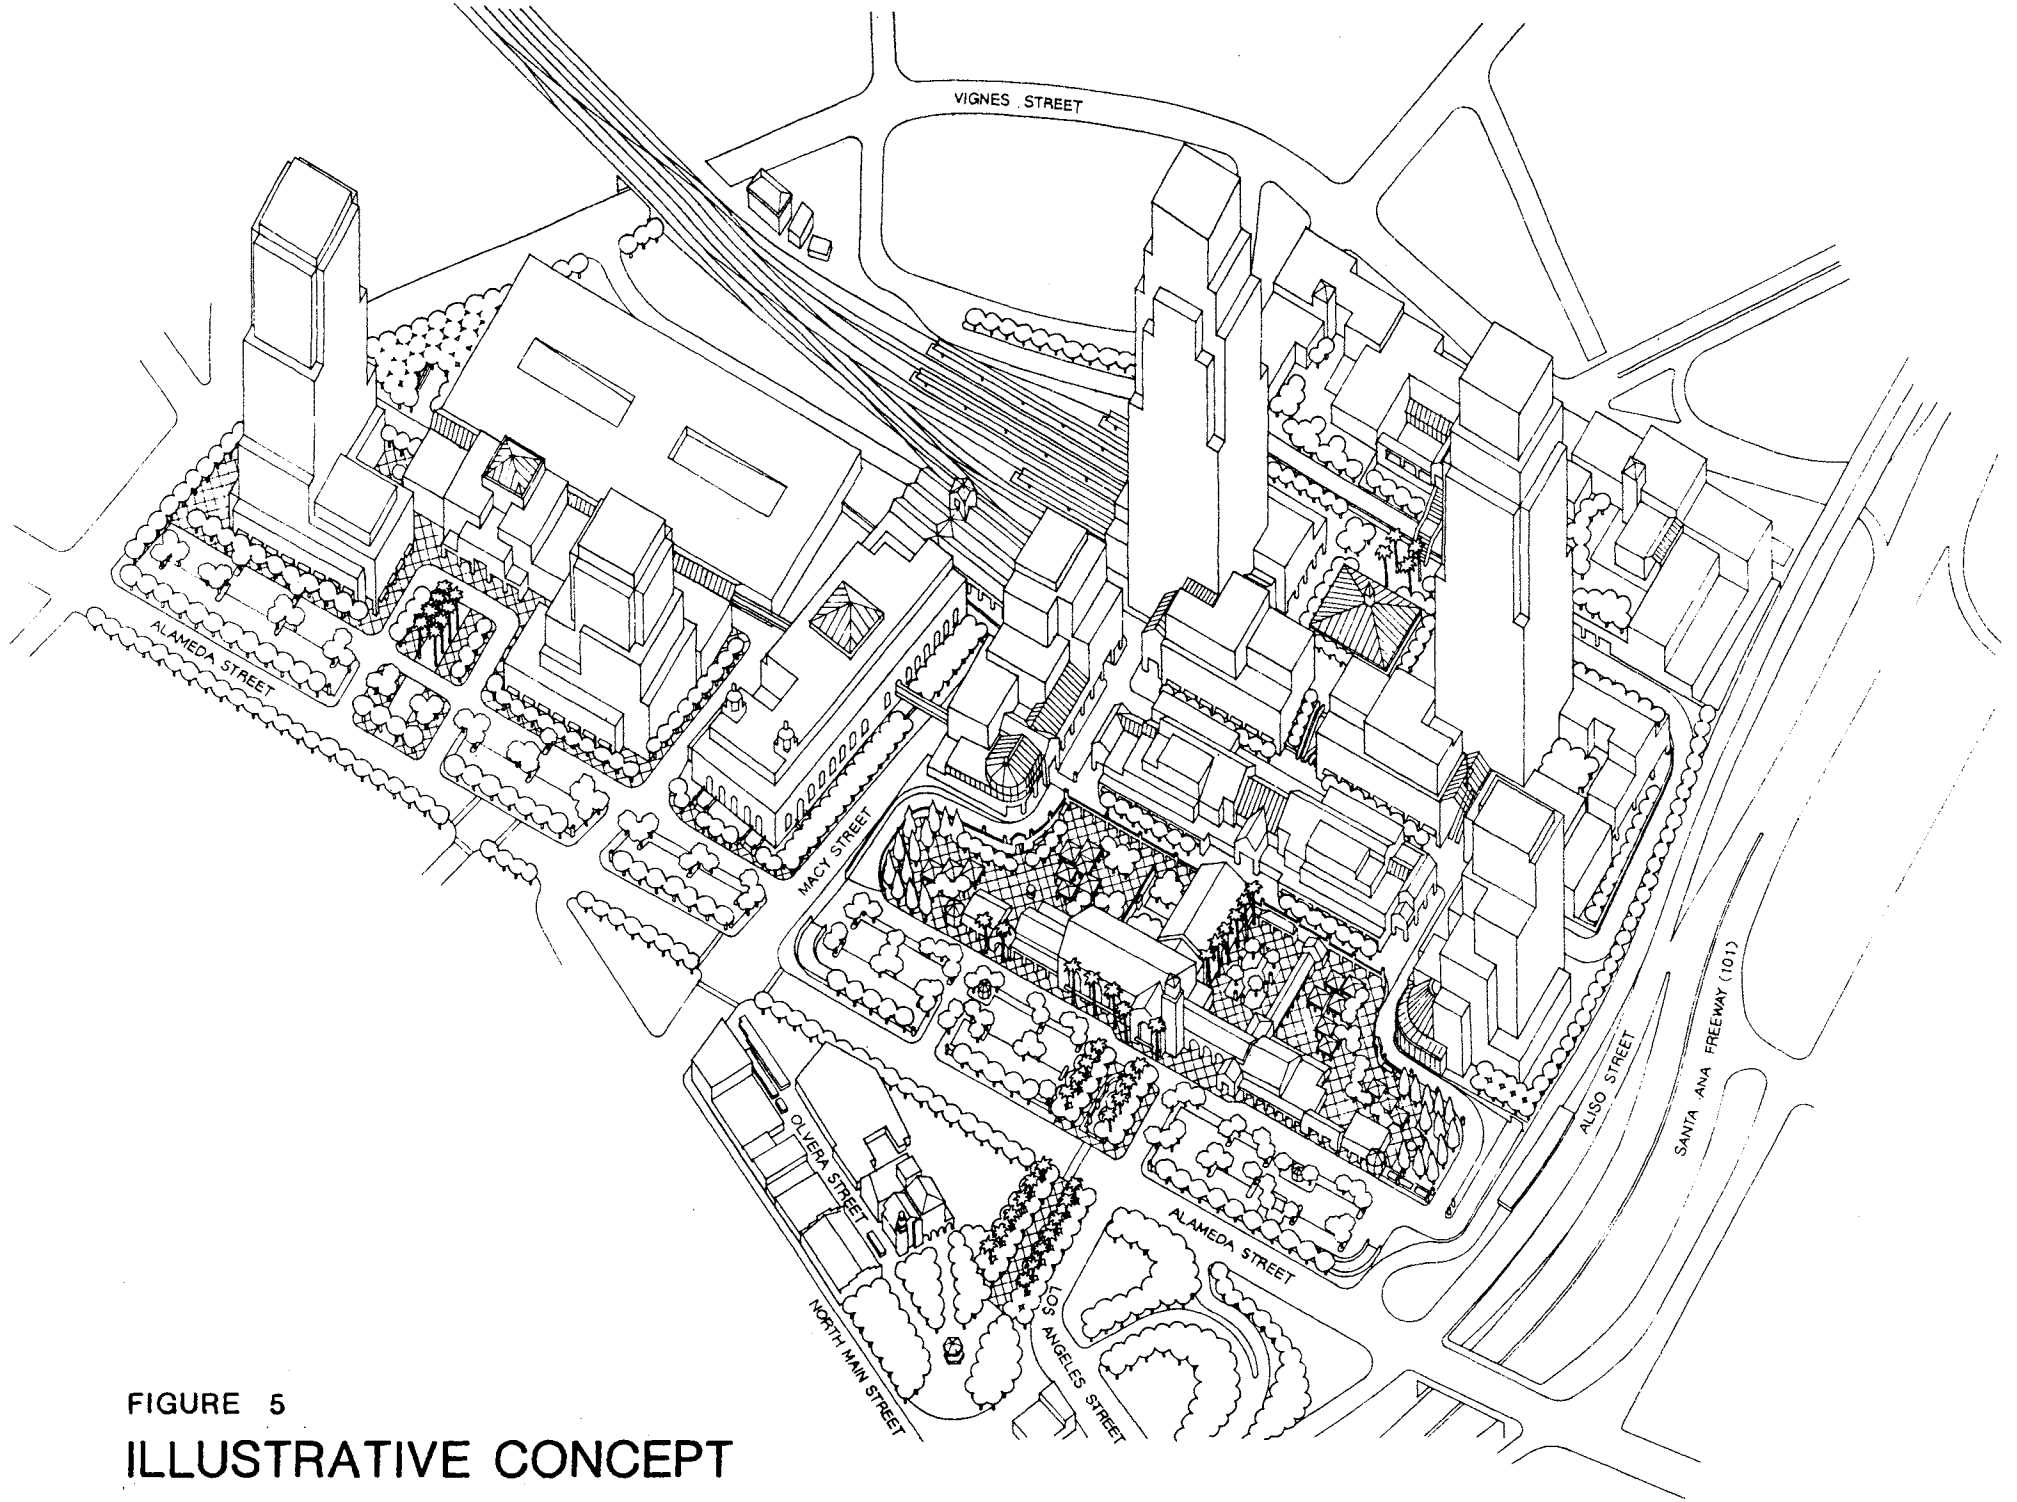 VIGNES STREET
ALAMEDA STREET
MACY STREET
OLVERA STREET
NORTH MAIN STREET
LOS ANGELES STREET
ALAMEDA STREET
ALISO STREET
SANTA ANA FREEWAY (101)
FIGURE 5
ILLUSTRATIVE CONCEPT